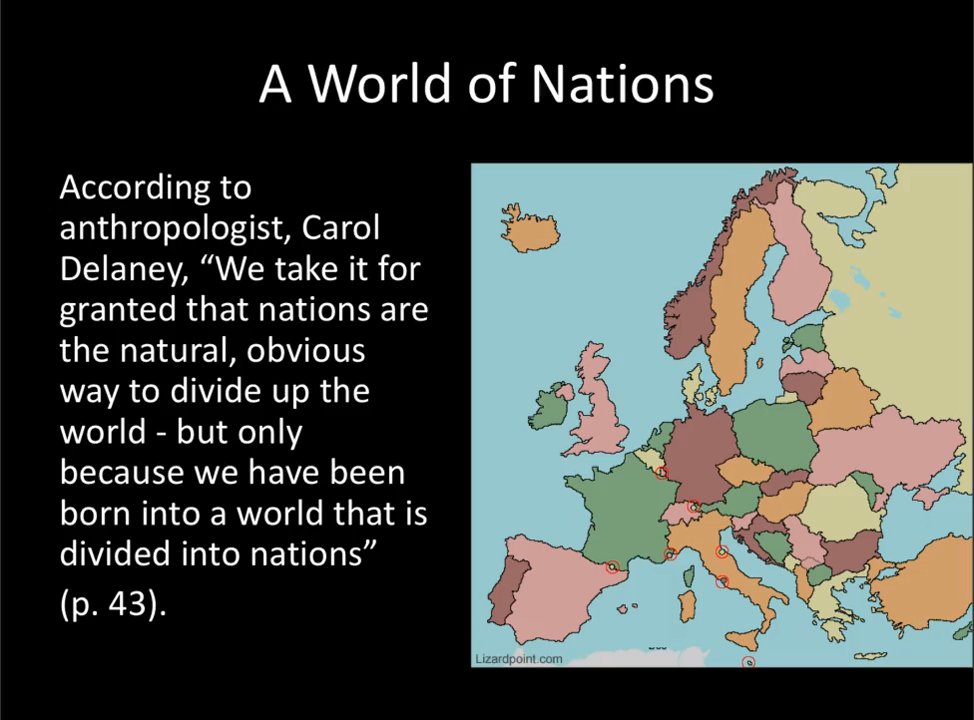 A World of Nations
According to
anthropologist, Carol
Delaney, “We take it for
granted that nations are
the natural, obvious
way to divide up the
world - but only
because we have been
born into a world that is
divided into nations”
(p. 43).
Lizardpoint.com